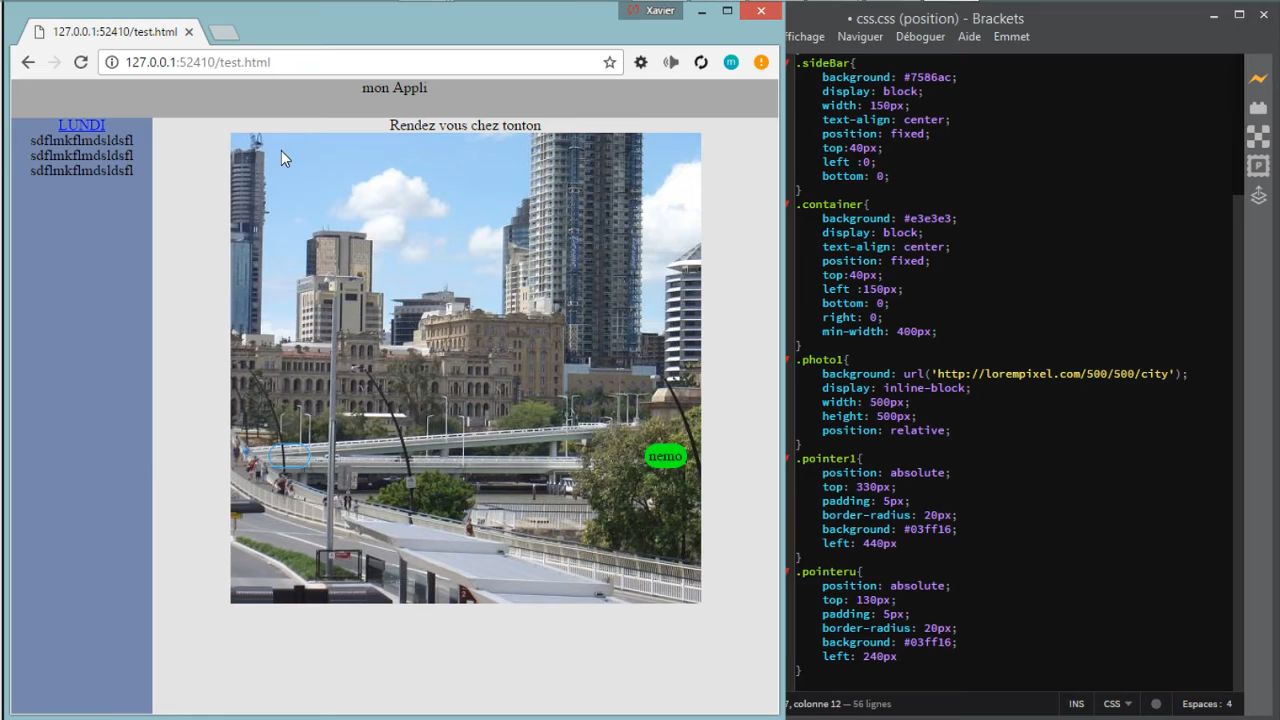 Xavier
127.0.0.1:52410/test.html
127.0.0.1:52410/test.html
m
mon Appli
LUNDI
sdflmkflmdsldsfl
sdflmkflmdsldsfl
sdflmkflmdsldsfl
Rendez vous chez tonton
nemo
• css.css (position) - Brackets
ffichage Naviguer Déboguer Aide Emmet
.sideBar{
background: #7586ac;
display: block;
width: 150px;
text-align: center;
position: fixed;
top:40px;
left :0;
bottom: 0;
}
.container{
background: #e3e3e3;
display: block;
text-align: center;
position: fixed;
top:40px;
left :150px;
bottom: 0;
right: 0;
min-width: 400px;
}
.photo1{
background: url('http://lorempixel.com/500/500/city');
display: inline-block;
width: 500px;
height: 500px;
position: relative;
}
.pointer1{
position: absolute;
top: 330px;
padding: 5px;
border-radius: 20px;
background: #03ff16;
left: 440px
}
.pointeru{
position: absolute;
top: 130px;
padding: 5px;
border-radius: 20px;
background: #03ff16;
left: 240px
}
7, colonne 12 — 56 lignes
INS
CSS
Espaces : 4